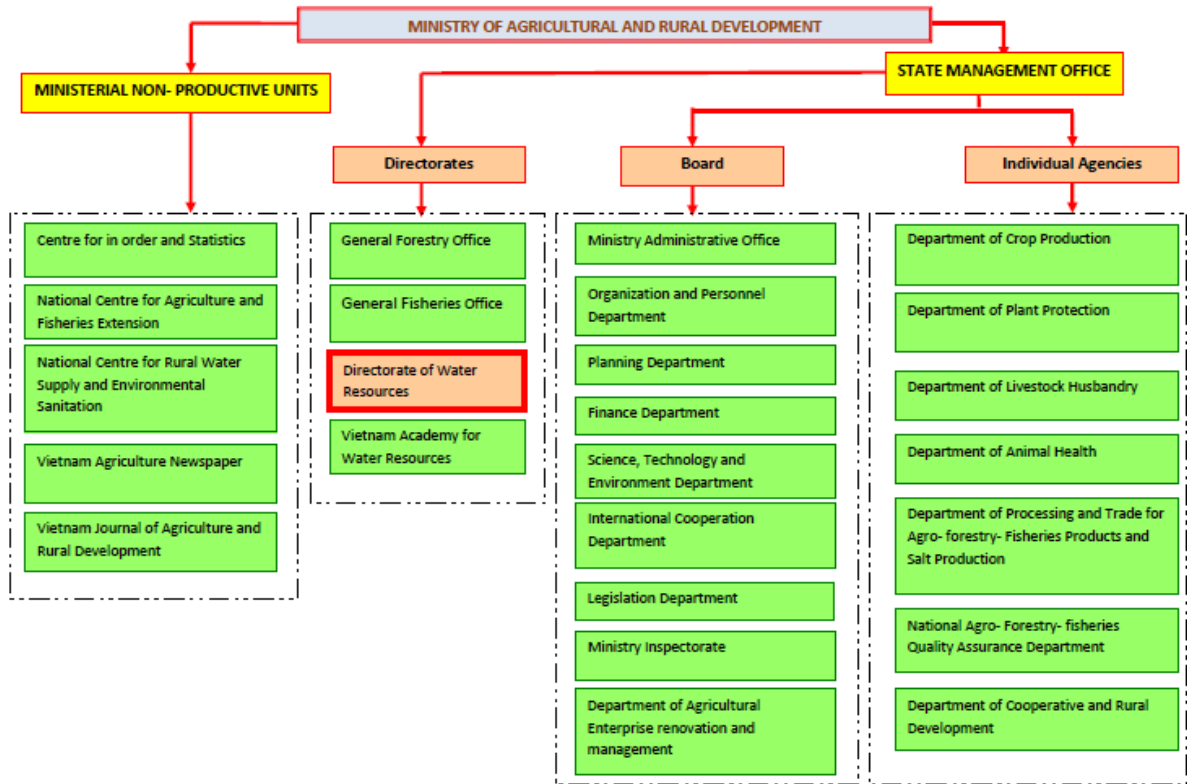 MINISTRY OF AGRICULTURAL AND RURAL DEVELOPMENT
MINISTERIAL NON- PRODUCTIVE UNITS
STATE MANAGEMENT OFFICE
Directorates
Board
Individual Agencies
Centre for in order and Statistics
National Centre for Agriculture and
Fisheries Extension
National Centre for Rural Water
Supply and Environmental
Sanitation
Vietnam Agriculture Newspaper
Vietnam Journal of Agriculture and
Rural Development
General Forestry Office
General Fisheries Office
Directorate of Water
Resources
Vietnam Academy for
Water Resources
Ministry Administrative Office
Organization and Personnel
Department
Planning Department
Finance Department
Science, Technology and
Environment Department
International Cooperation
Department
Legislation Department
Ministry Inspectorate
Department of Agricultural
Enterprise renovation and
management
Department of Crop Production
Department of Plant Protection
Department of Livestock Husbandry
Department of Animal Health
Department of Processing and Trade for
Agro- forestry- Fisheries Products and
Salt Production
National Agro- Forestry- fisheries
Quality Assurance Department
Department of Cooperative and Rural
Development